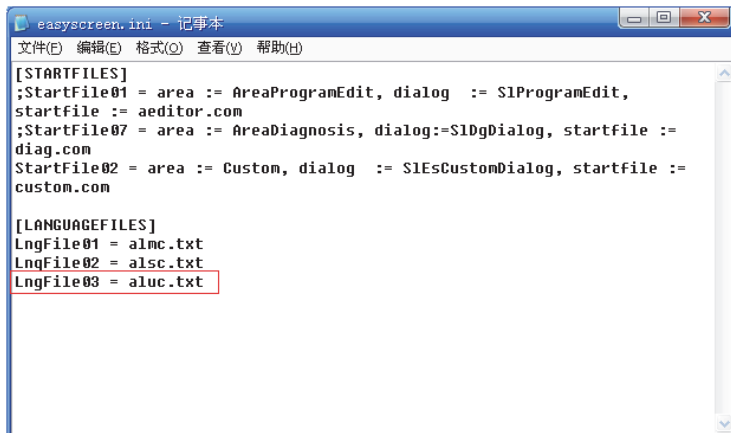 easyscreen.ini - 记事本
文件(F) 编辑(E) 格式(O) 查看(V) 帮助(H)
[STARTFILES]
;StartFile01 = area := AreaProgramEdit, dialog  := SlProgramEdit,
startfile := aeditor.com
;StartFile07 = area := AreaDiagnosis, dialog:=SlDgDialog, startfile :=
diag.com
StartFile02 = area := Custom, dialog  := SlEsCustomDialog, startfile :=
custom.com
[LANGUAGEFILES]
LngFile01 = almc.txt
LngFile02 = alsc.txt
LngFile03 = aluc.txt